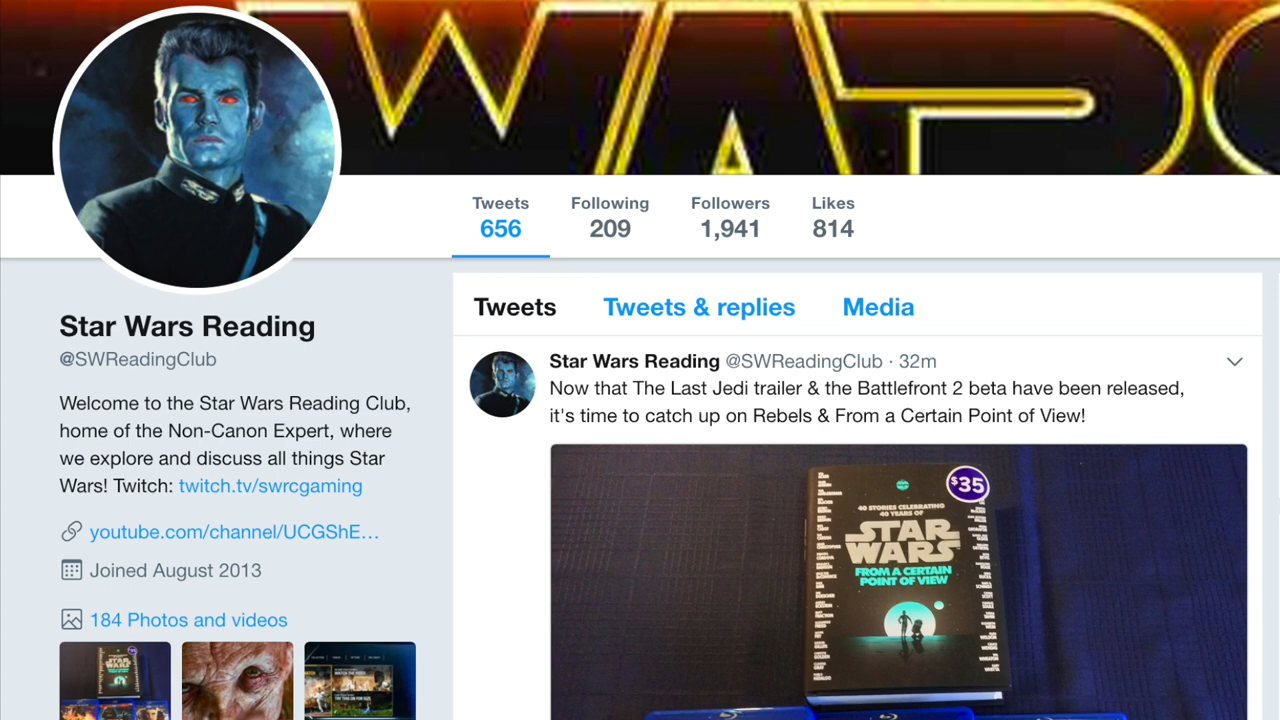 WARS
Tweets Following Followers Likes
656 209 1,941 814
Star Wars Reading
@SWReadingClub
Welcome to the Star Wars Reading Club,
home of the Non-Canon Expert, where
we explore and discuss all things Star
Wars! Twitch: twitch.tv/swrcgaming
youtube.com/channel/UCGShE…
Joined August 2013
184 Photos and videos
Tweets Tweets & replies Media
Star Wars Reading @SWReadingClub · 32m
Now that The Last Jedi trailer & the Battlefront 2 beta have been released,
it's time to catch up on Rebels & From a Certain Point of View!
$35
40 STORIES CELEBRATING
40 YEARS OF
STAR
WARS
FROM A CERTAIN
POINT OF VIEW
STAR
WARS